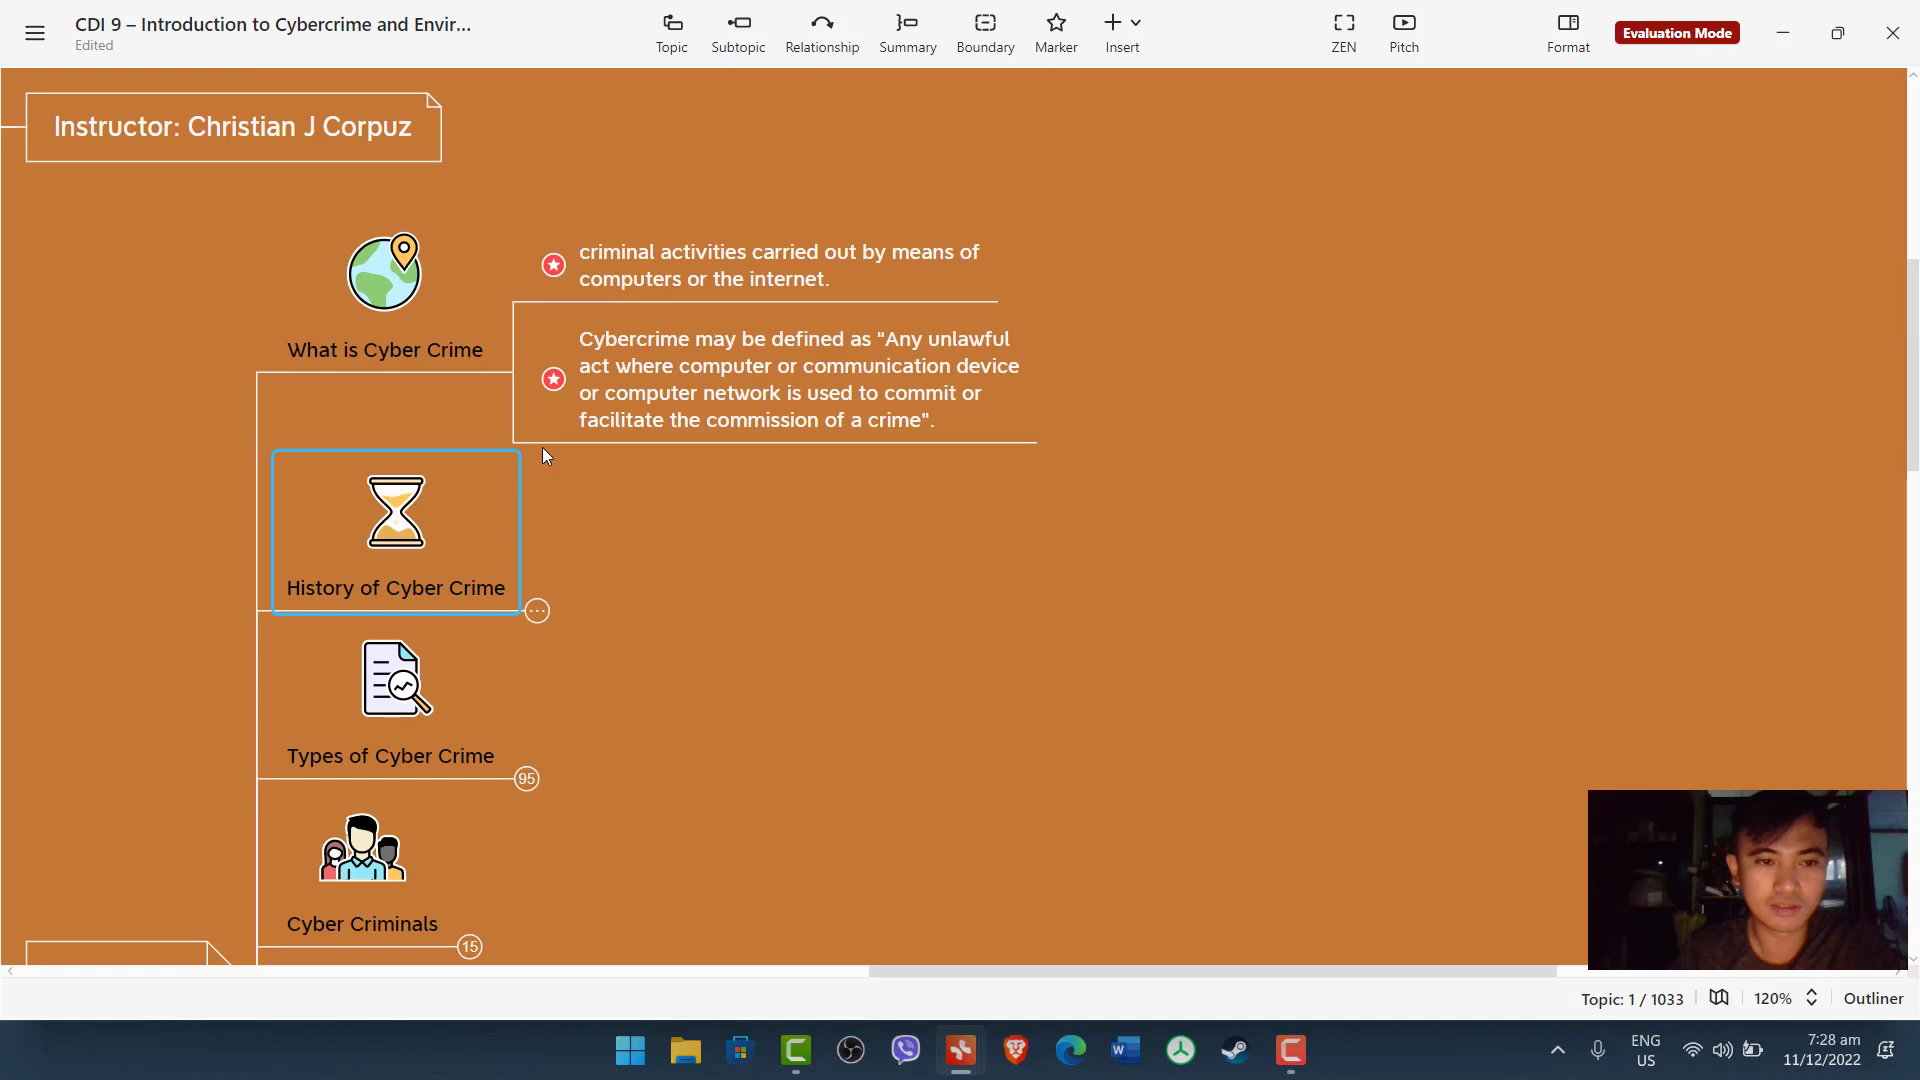 CDI 9 – Introduction to Cybercrime and Envir...
Edited
Topic
Subtopic
Relationship
Summary
Boundary
Marker
Insert
ZEN
Pitch
Format
Evaluation Mode
Instructor: Christian J Corpuz
What is Cyber Crime
criminal activities carried out by means of
computers or the internet.
Cybercrime may be defined as "Any unlawful
act where computer or communication device
or computer network is used to commit or
facilitate the commission of a crime".
History of Cyber Crime
Types of Cyber Crime
95
Cyber Criminals
15
Topic: 1 / 1033
120%
Outliner
ENG
US
7:28 am
11/12/2022